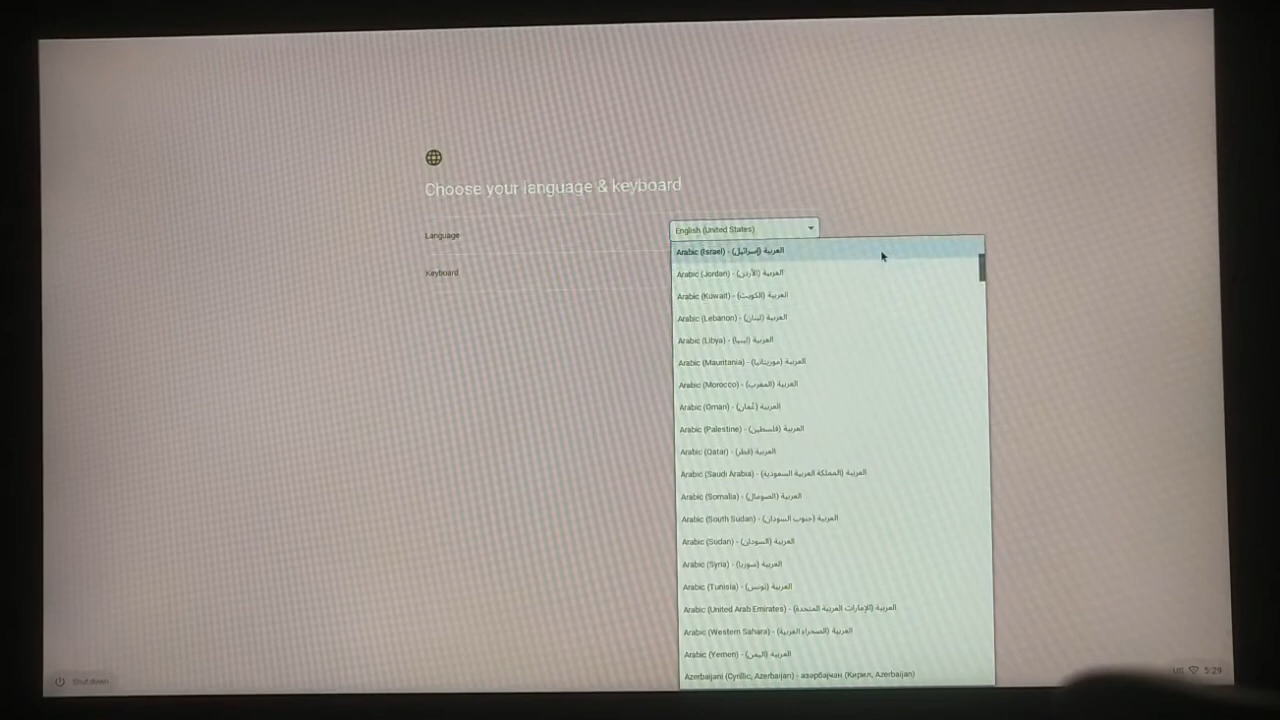 Choose your language & keyboard
Language
English (United States)
Keyboard
Arabic (Israel) - العربية (إسرائيل)
Arabic (Jordan) - العربية (الأردن)
Arabic (Kuwait) - العربية (الكويت)
Arabic (Lebanon) - العربية (لبنان)
Arabic (Libya) - العربية (ليبيا)
Arabic (Mauritania) - العربية (موريتانيا)
Arabic (Morocco) - العربية (المغرب)
Arabic (Oman) - العربية (عُمان)
Arabic (Palestine) - العربية (فلسطين)
Arabic (Qatar) - العربية (قطر)
Arabic (Saudi Arabia) - العربية (المملكة العربية السعودية)
Arabic (Somalia) - العربية (الصومال)
Arabic (South Sudan) - العربية (جنوب السودان)
Arabic (Sudan) - العربية (السودان)
Arabic (Syria) - العربية (سوريا)
Arabic (Tunisia) - العربية (تونس)
Arabic (United Arab Emirates) - العربية (الإمارات العربية المتحدة)
Arabic (Western Sahara) - العربية (الصحراء الغربية)
Arabic (Yemen) - العربية (اليمن)
Azerbaijani (Cyrillic, Azerbaijan) - азәрбајҹан (Кирил, Azerbaijan)
Shut down
US 5:29